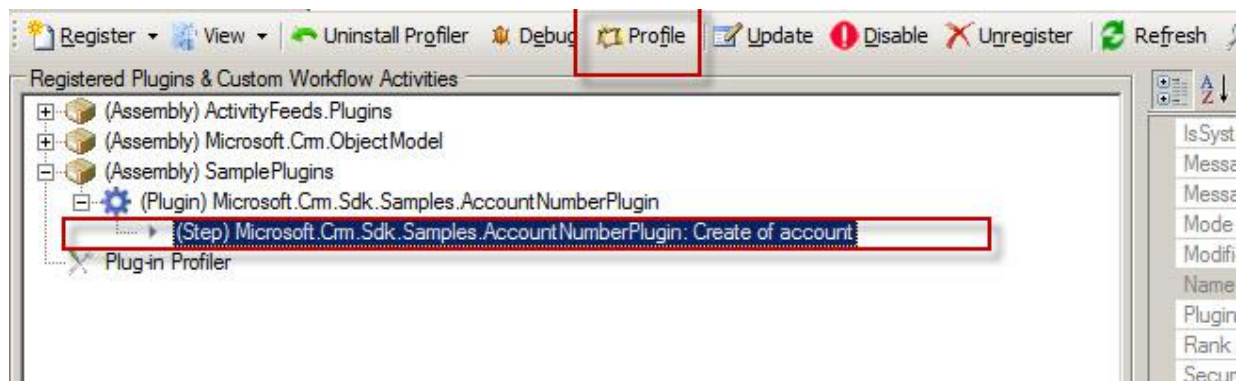 Register View Uninstall Profiler Debug Profile Update Disable Unregister Refresh
Registered Plugins & Custom Workflow Activities
(Assembly) ActivityFeeds.Plugins
(Assembly) Microsoft.Crm.ObjectModel
(Assembly) SamplePlugins
(Plugin) Microsoft.Crm.Sdk.Samples.AccountNumberPlugin
(Step) Microsoft.Crm.Sdk.Samples.AccountNumberPlugin: Create of account
Plug-in Profiler
A
Z
IsSyst
Messa
Messa
Mode
Modifi
Name
Plugin
Rank
Secur